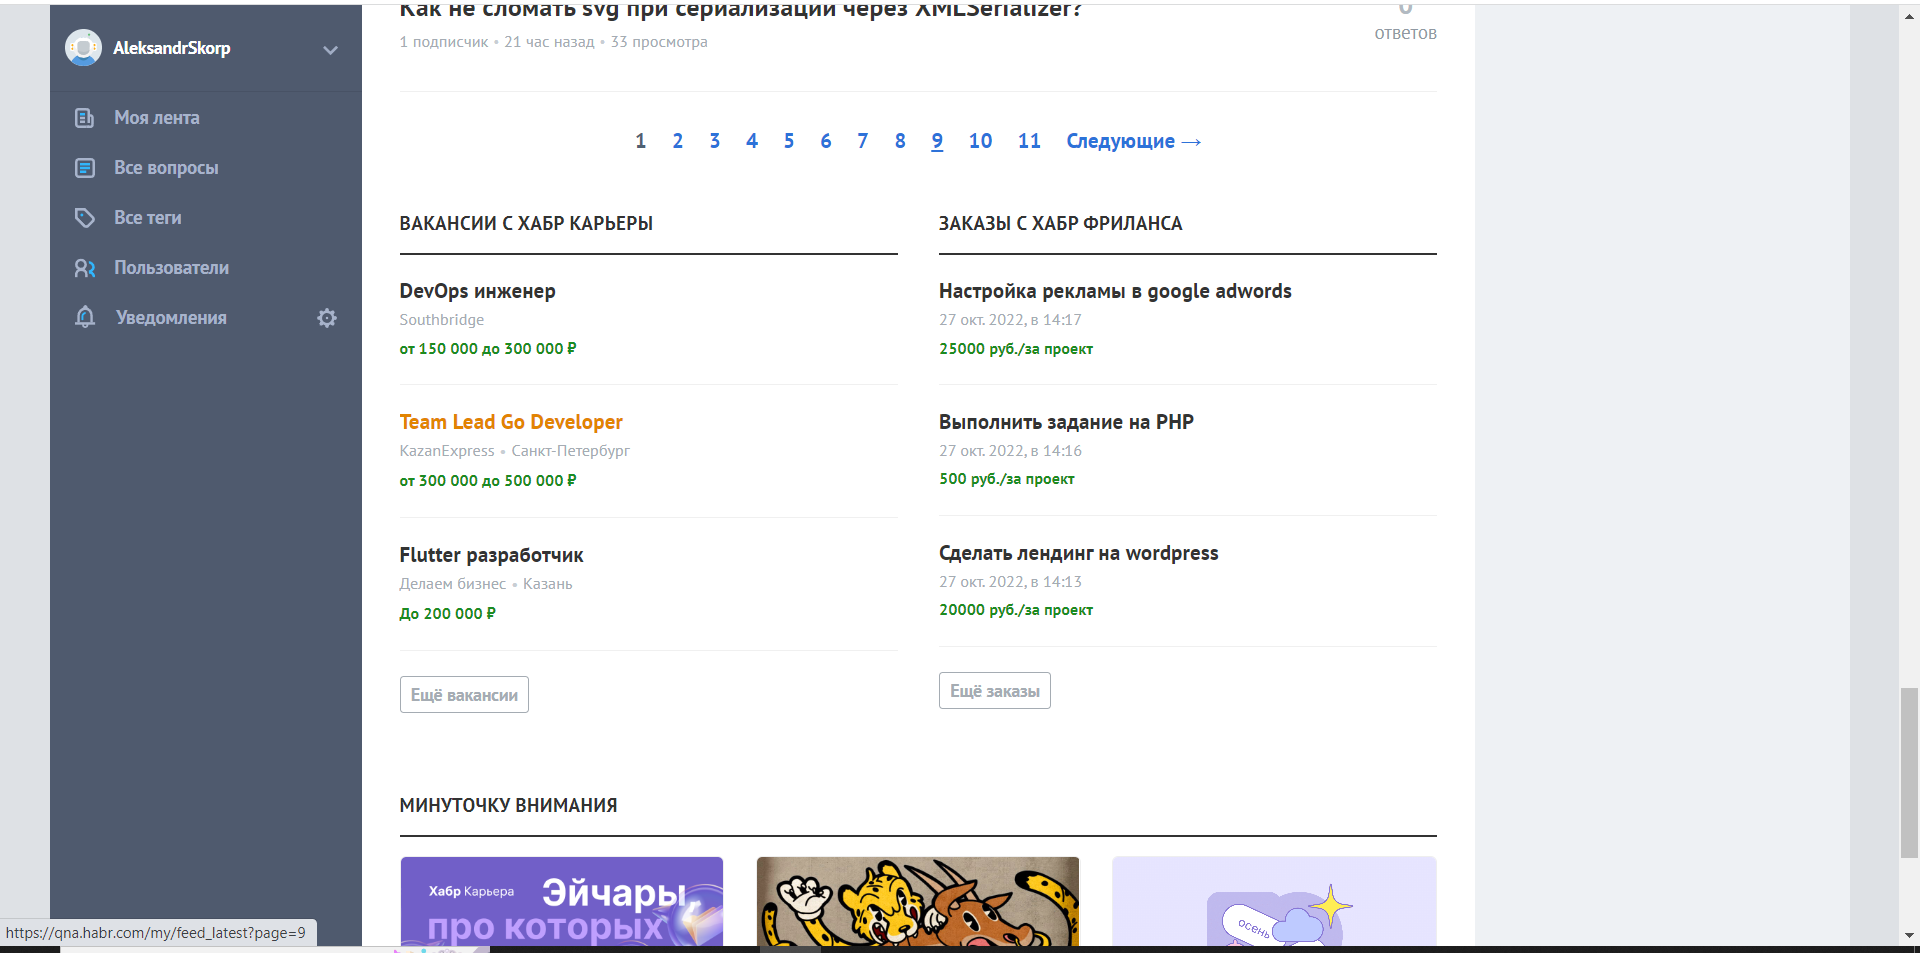 AleksandrSkorp
Моя лента
Все вопросы
Все теги
Пользователи
Уведомления
Как не сломать svg при сериализации через XMLSerializer?
1 подписчик • 21 час назад • 33 просмотра
0
ответов
1 2 3 4 5 6 7 8 9 10 11 Следующие →
ВАКАНСИИ С ХАБР КАРЬЕРЫ
DevOps инженер
Southbridge
от 150 000 до 300 000 ₽
Team Lead Go Developer
KazanExpress • Санкт-Петербург
от 300 000 до 500 000 ₽
Flutter разработчик
Делаем бизнес • Казань
До 200 000 ₽
Ещё вакансии
ЗАКАЗЫ С ХАБР ФРИЛАНСА
Настройка рекламы в google adwords
27 окт. 2022, в 14:17
25000 руб./за проект
Выполнить задание на PHP
27 окт. 2022, в 14:16
500 руб./за проект
Сделать лендинг на wordpress
27 окт. 2022, в 14:13
20000 руб./за проект
Ещё заказы
МИНУТОЧКУ ВНИМАНИЯ
Хабр Карьера
Эйчары,
про которых
осень
https://qna.habr.com/my/feed_latest?page=9